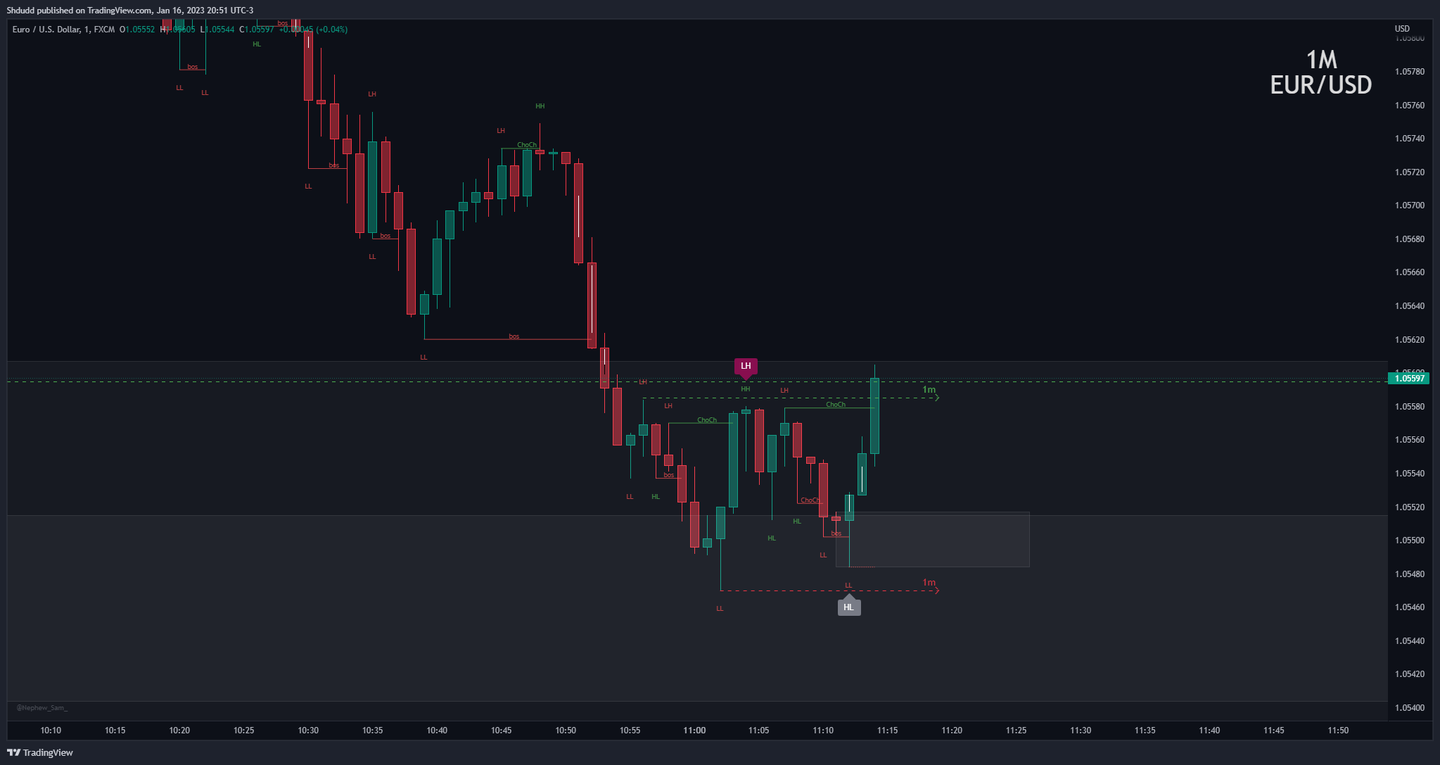 Shdudd published on TradingView.com, Jan 16, 2023 20:51 UTC-3
Euro / U.S. Dollar, 1, FXCM O1.05552 L1.05544 C1.05597 (+0.04%)
USD
1M
EUR/USD
1.05780
1.05760
1.05740
1.05720
1.05700
1.05680
1.05660
1.05640
1.05620
1.05597
1.05580
1.05560
1.05540
1.05520
1.05500
1.05480
1.05460
1.05440
1.05420
1.05400
bos
HL
bos
LL
LL
LH
HH
LH
ChoCh
bos
LL
bos
LL
bos
LL
LH
LH
HH
LH
1m
LH
ChoCh
ChoCh
bos
LL
HL
ChoCh
HL
HL
bos
LL
LL
1m
HL
LL
@Nephew_Sam_
10:10 10:15 10:20 10:25 10:30 10:35 10:40 10:45 10:50 10:55 11:00 11:05 11:10 11:15 11:20 11:25 11:30 11:35 11:40 11:45 11:50
TradingView